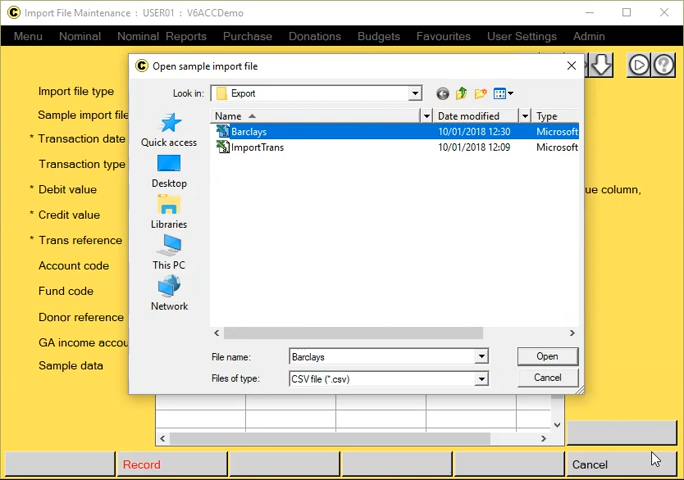 Import File Maintenance : USER01 : V6ACCDemo
Menu Nominal Nominal Reports Purchase Donations Budgets Favourites User Settings Admin
Open sample import file
Import file type
Look in: Export
Sample import file
Name Date modified Type
Quick access
Barclays 10/01/2018 12:30 Microsoft
ImportTrans 10/01/2018 12:09 Microsoft
* Transaction date
Transaction type
Desktop
* Debit value
ue column,
* Credit value
Libraries
* Trans reference
Account code
This PC
Fund code
Network
Donor reference
GA income accou
File name: Barclays Open
Sample data
Files of type: CSV file (*.csv) Cancel
Record Cancel